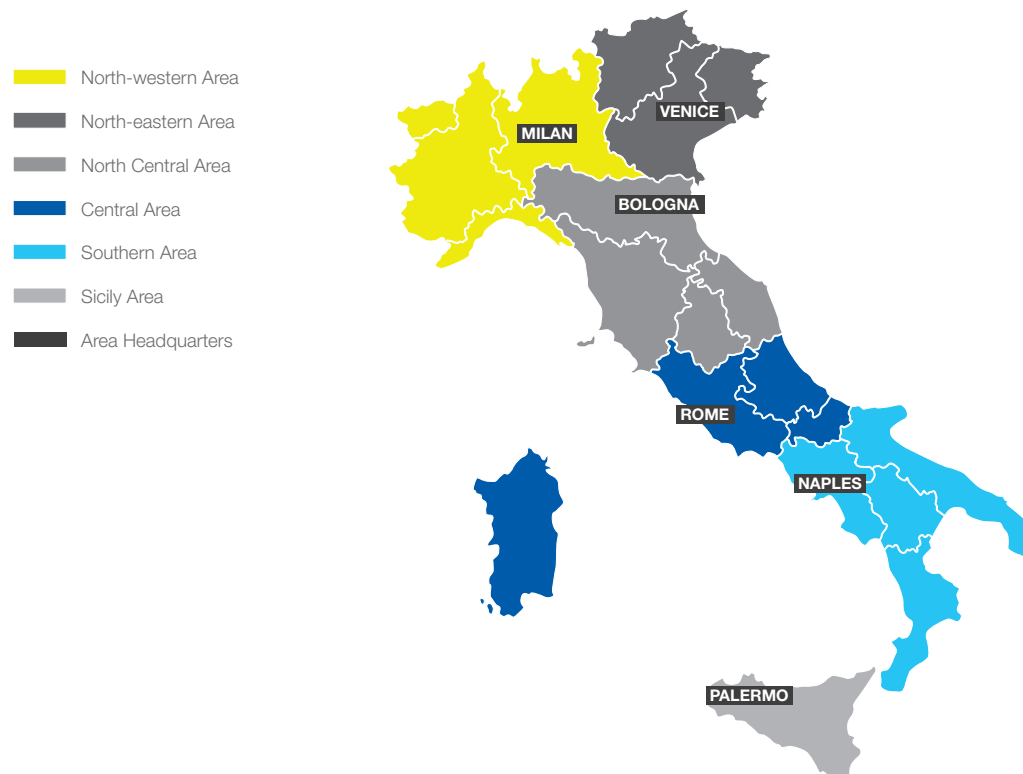 North-western Area
North-eastern Area
North Central Area
Central Area
Southern Area
Sicily Area
Area Headquarters
VENICE
MILAN
BOLOGNA
ROME
NAPLES
PALERMO